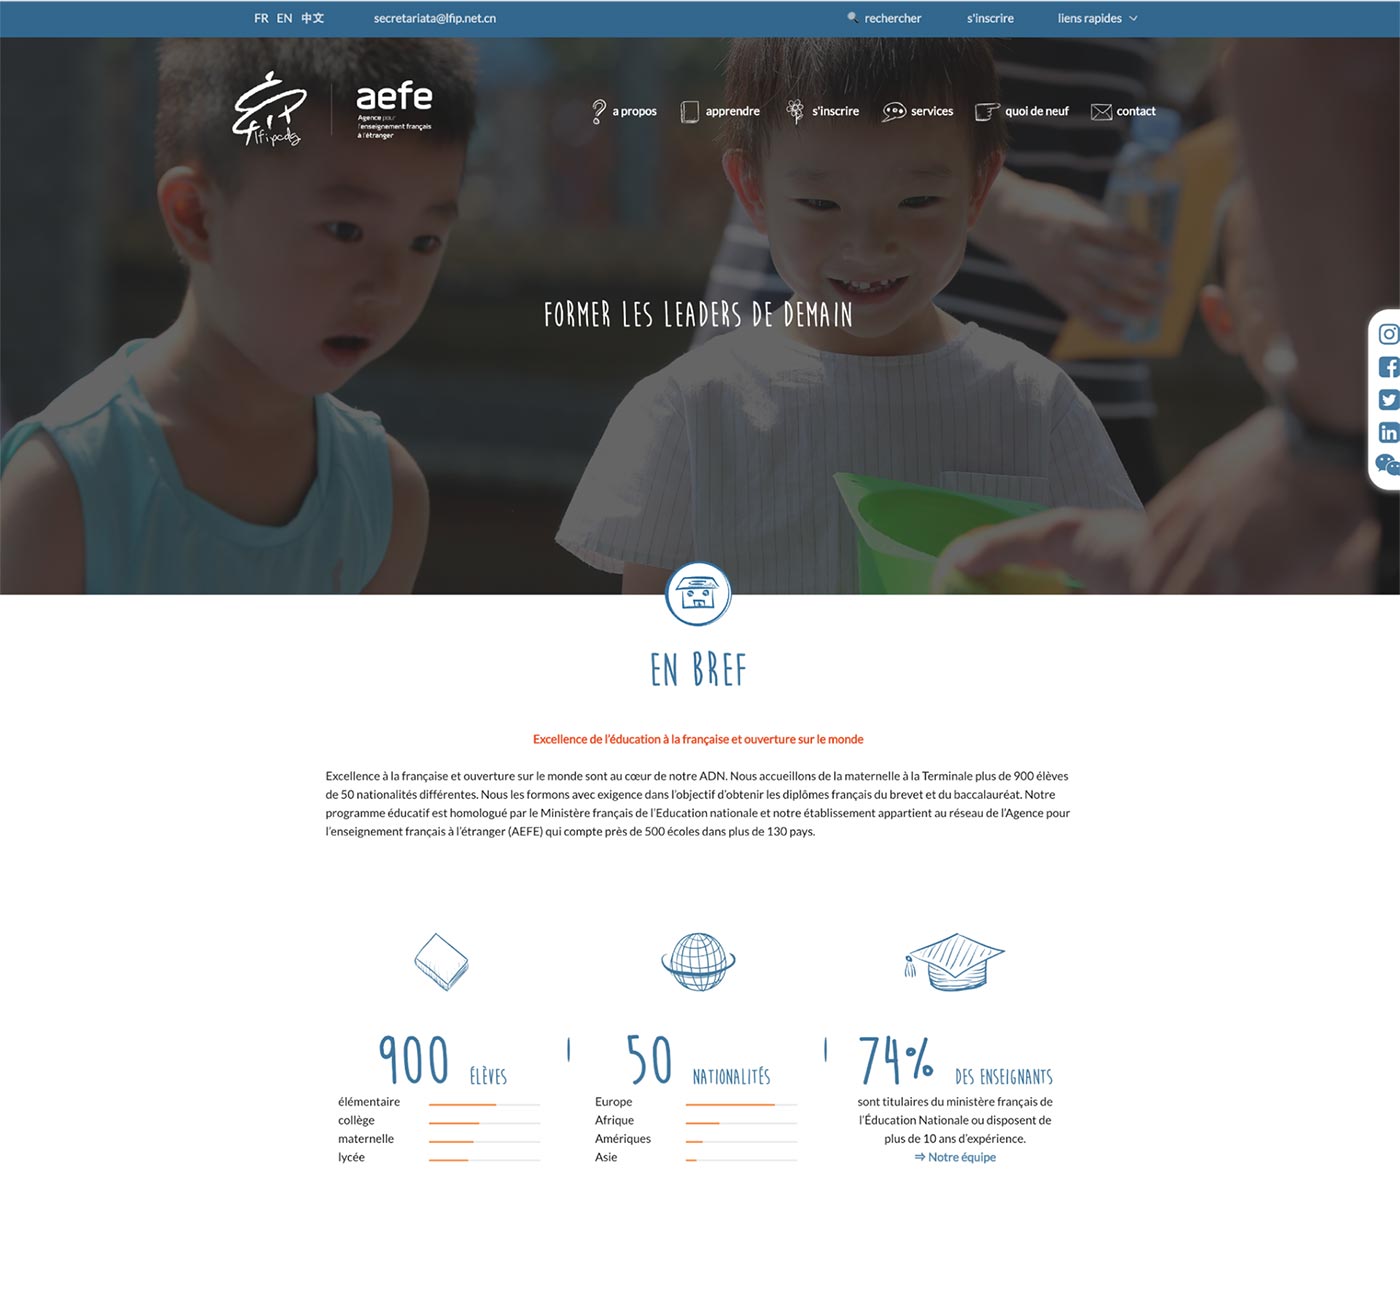 FR EN 中文
secretariata@lfip.net.cn
rechercher
s'inscrire
liens rapides
lfipcdg
aefe
Agence pour
l'enseignement français
à l'étranger
a propos
apprendre
s'inscrire
services
quoi de neuf
contact
FORMER LES LEADERS DE DEMAIN
EN BREF
Excellence de l'éducation à la française et ouverture sur le monde
Excellence à la française et ouverture sur le monde sont au cœur de notre ADN. Nous accueillons de la maternelle à la Terminale plus de 900 élèves
de 50 nationalités différentes. Nous les formons avec exigence dans l'objectif d'obtenir les diplômes français du brevet et du baccalauréat. Notre
programme éducatif est homologué par le Ministère français de l'Education nationale et notre établissement appartient au réseau de l'Agence pour
l'enseignement français à l'étranger (AEFE) qui compte près de 500 écoles dans plus de 130 pays.
900 ÉLÈVES
élémentaire
collège
maternelle
lycée
50 NATIONALITÉS
Europe
Afrique
Amériques
Asie
74% DES ENSEIGNANTS
sont titulaires du ministère français de
l'Éducation Nationale ou disposent de
plus de 10 ans d'expérience.
⇒ Notre équipe